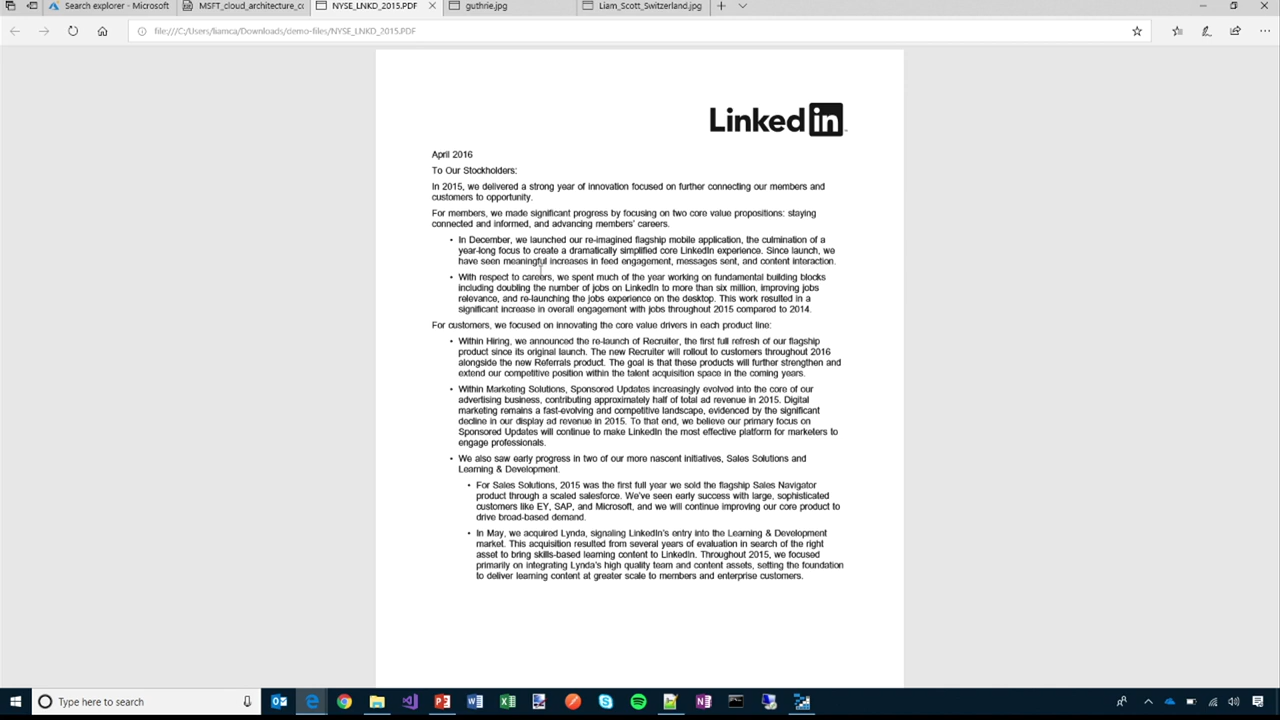 Search explorer - Microsoft
MSFT_cloud_architecture_cc
NYSE_LNKD_2015.PDF
guthrie.jpg
Liam_Scott_Switzerland.jpg
file:///C:/Users/liamca/Downloads/demo-files/NYSE_LNKD_2015.PDF
Linked in
April 2016
To Our Stockholders:
In 2015, we delivered a strong year of innovation focused on further connecting our members and
customers to opportunity.
For members, we made significant progress by focusing on two core value propositions: staying
connected and informed, and advancing members' careers.
• In December, we launched our re-imagined flagship mobile application, the culmination of a
year-long focus to create a dramatically simplified core LinkedIn experience. Since launch, we
have seen meaningful increases in feed engagement, messages sent, and content interaction.
• With respect to careers, we spent much of the year working on fundamental building blocks
including doubling the number of jobs on LinkedIn to more than six million, improving jobs
relevance, and re-launching the jobs experience on the desktop. This work resulted in a
significant increase in overall engagement with jobs throughout 2015 compared to 2014.
For customers, we focused on innovating the core value drivers in each product line:
• Within Hiring, we announced the re-launch of Recruiter, the first full refresh of our flagship
product since its original launch. The new Recruiter will rollout to customers throughout 2016
alongside the new Referrals product. The goal is that these products will further strengthen and
extend our competitive position within the talent acquisition space in the coming years.
• Within Marketing Solutions, Sponsored Updates increasingly evolved into the core of our
advertising business, contributing approximately half of total ad revenue in 2015. Digital
marketing remains a fast-evolving and competitive landscape, evidenced by the significant
decline in our display ad revenue in 2015. To that end, we believe our primary focus on
Sponsored Updates will continue to make LinkedIn the most effective platform for marketers to
engage professionals.
• We also saw early progress in two of our more nascent initiatives, Sales Solutions and
Learning & Development.
• For Sales Solutions, 2015 was the first full year we sold the flagship Sales Navigator
product through a scaled salesforce. We've seen early success with large, sophisticated
customers like EY, SAP, and Microsoft, and we will continue improving our core product to
drive broad-based demand.
• In May, we acquired Lynda, signaling LinkedIn's entry into the Learning & Development
market. This acquisition resulted from several years of evaluation in search of the right
asset to bring skills-based learning content to LinkedIn. Throughout 2015, we focused
primarily on integrating Lynda's high quality team and content assets, setting the foundation
to deliver learning content at greater scale to members and enterprise customers.
Type here to search